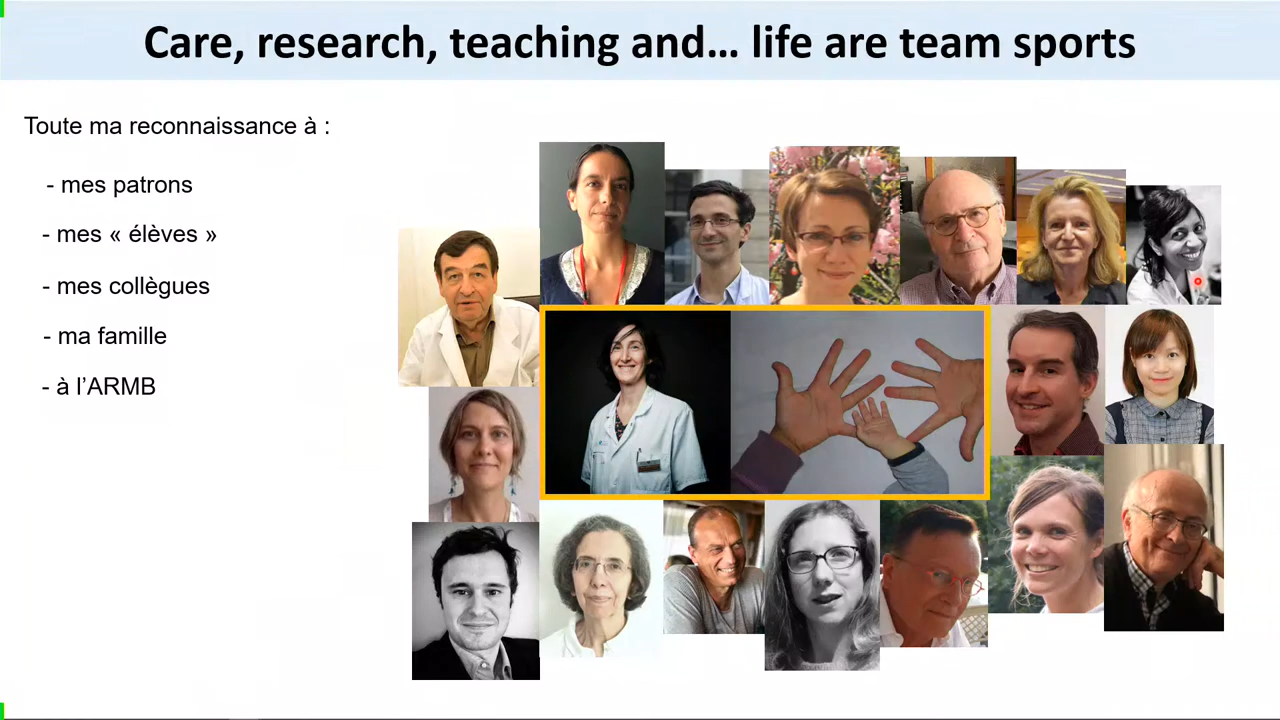 Care, research, teaching and… life are team sports
Toute ma reconnaissance à :
- mes patrons
- mes « élèves »
- mes collègues
- ma famille
- à l’ARMB